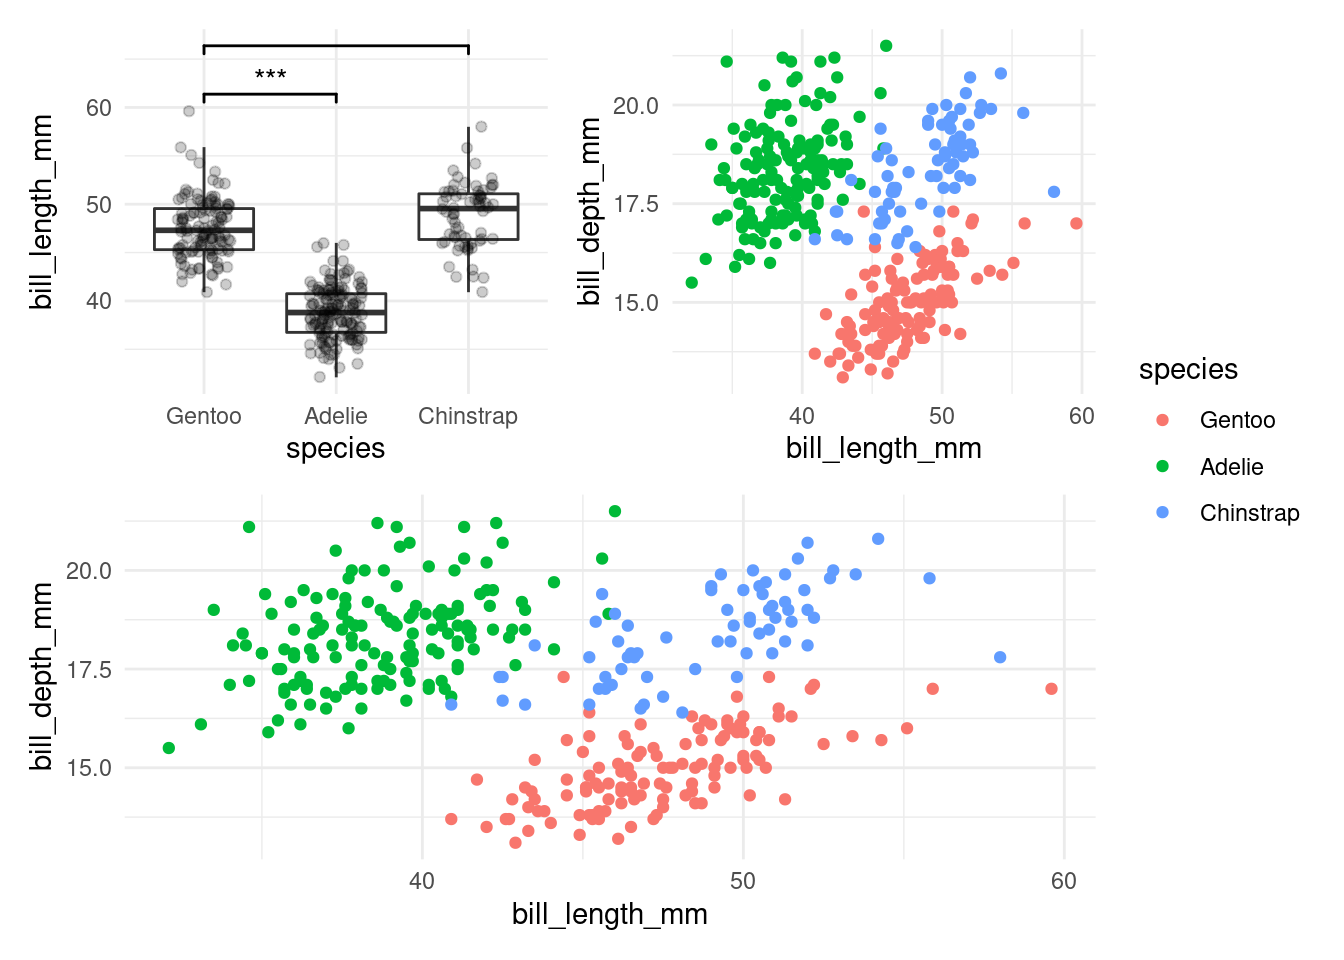 ***
60
50
40
bill_length_mm
Gentoo Adelie Chinstrap
species
20.0
17.5
15.0
bill_depth_mm
40 50 60
bill_length_mm
species
Gentoo
Adelie
Chinstrap
20.0
17.5
15.0
bill_depth_mm
40 50 60
bill_length_mm